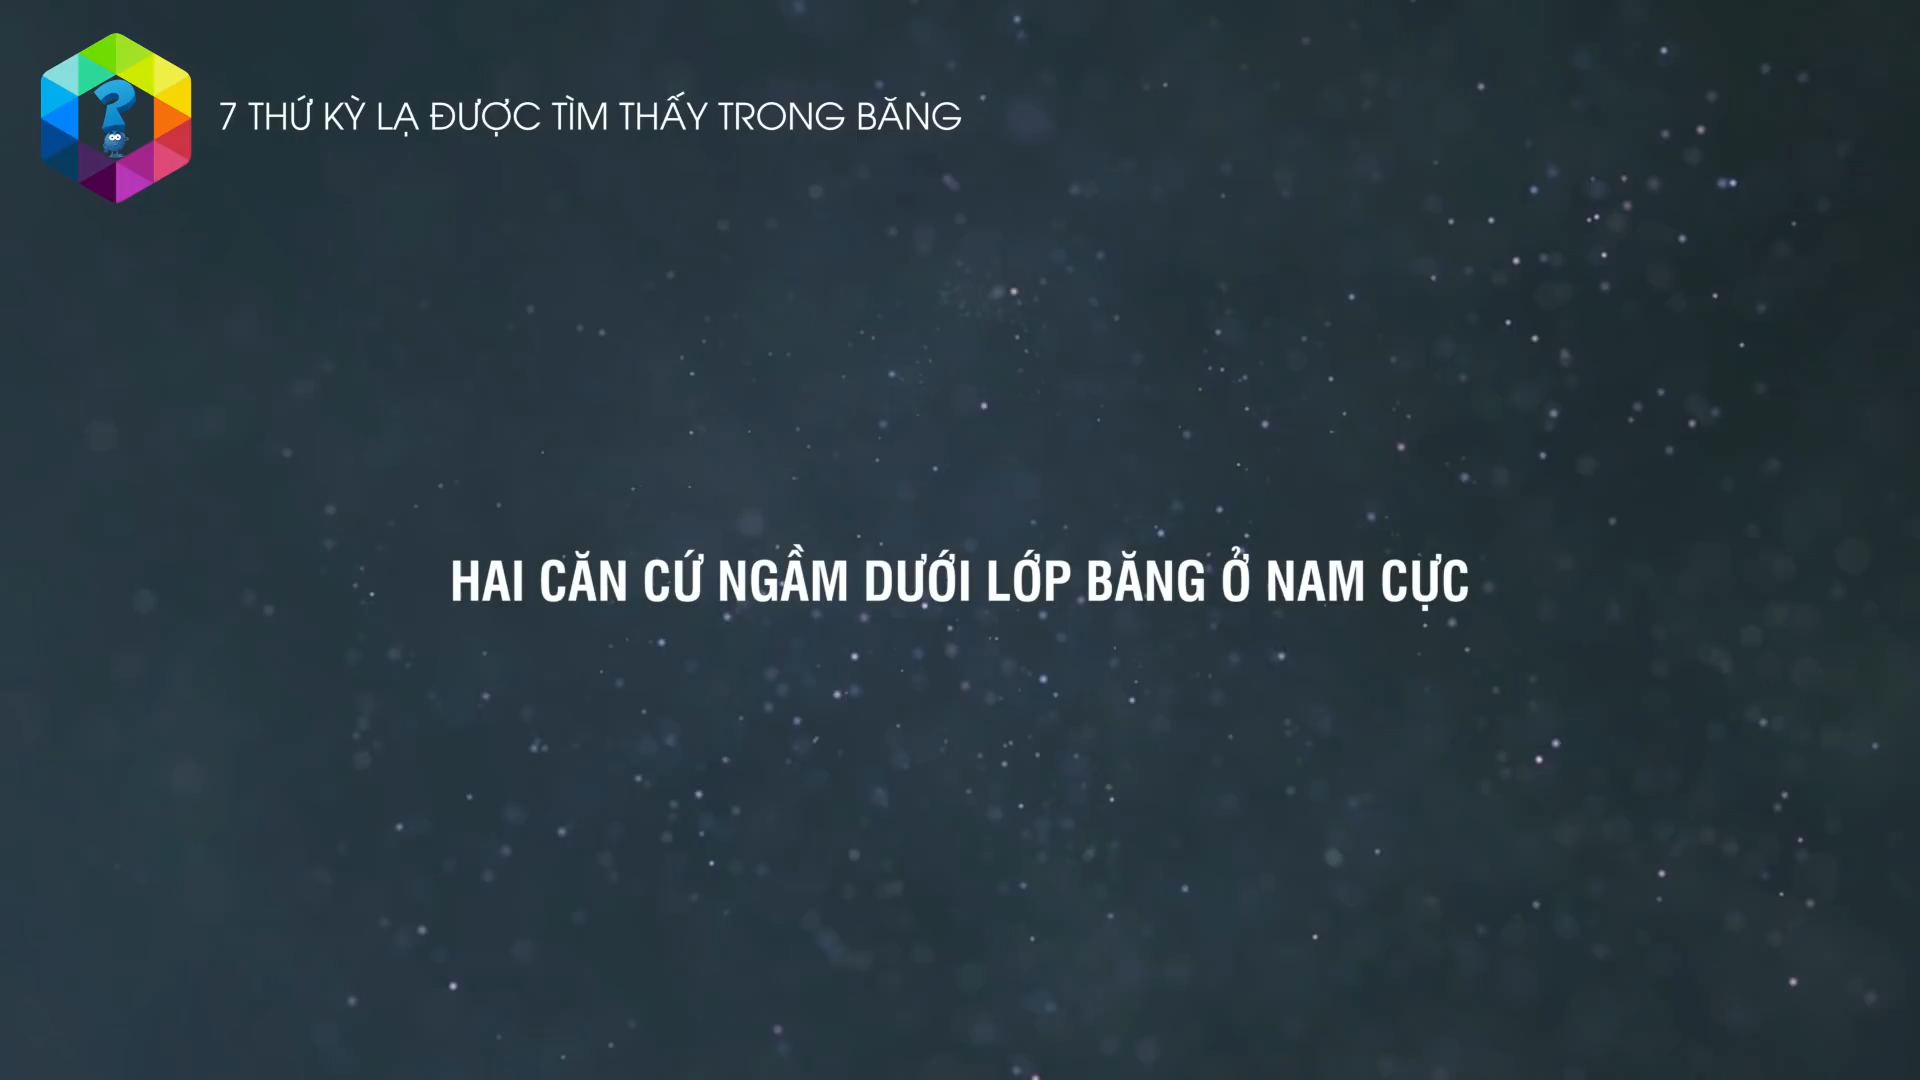 7 THỨ KỲ LẠ ĐƯỢC TÌM THẤY TRONG BĂNG
HAI CĂN CỨ NGẦM DƯỚI LỚP BĂNG Ở NAM CỰC